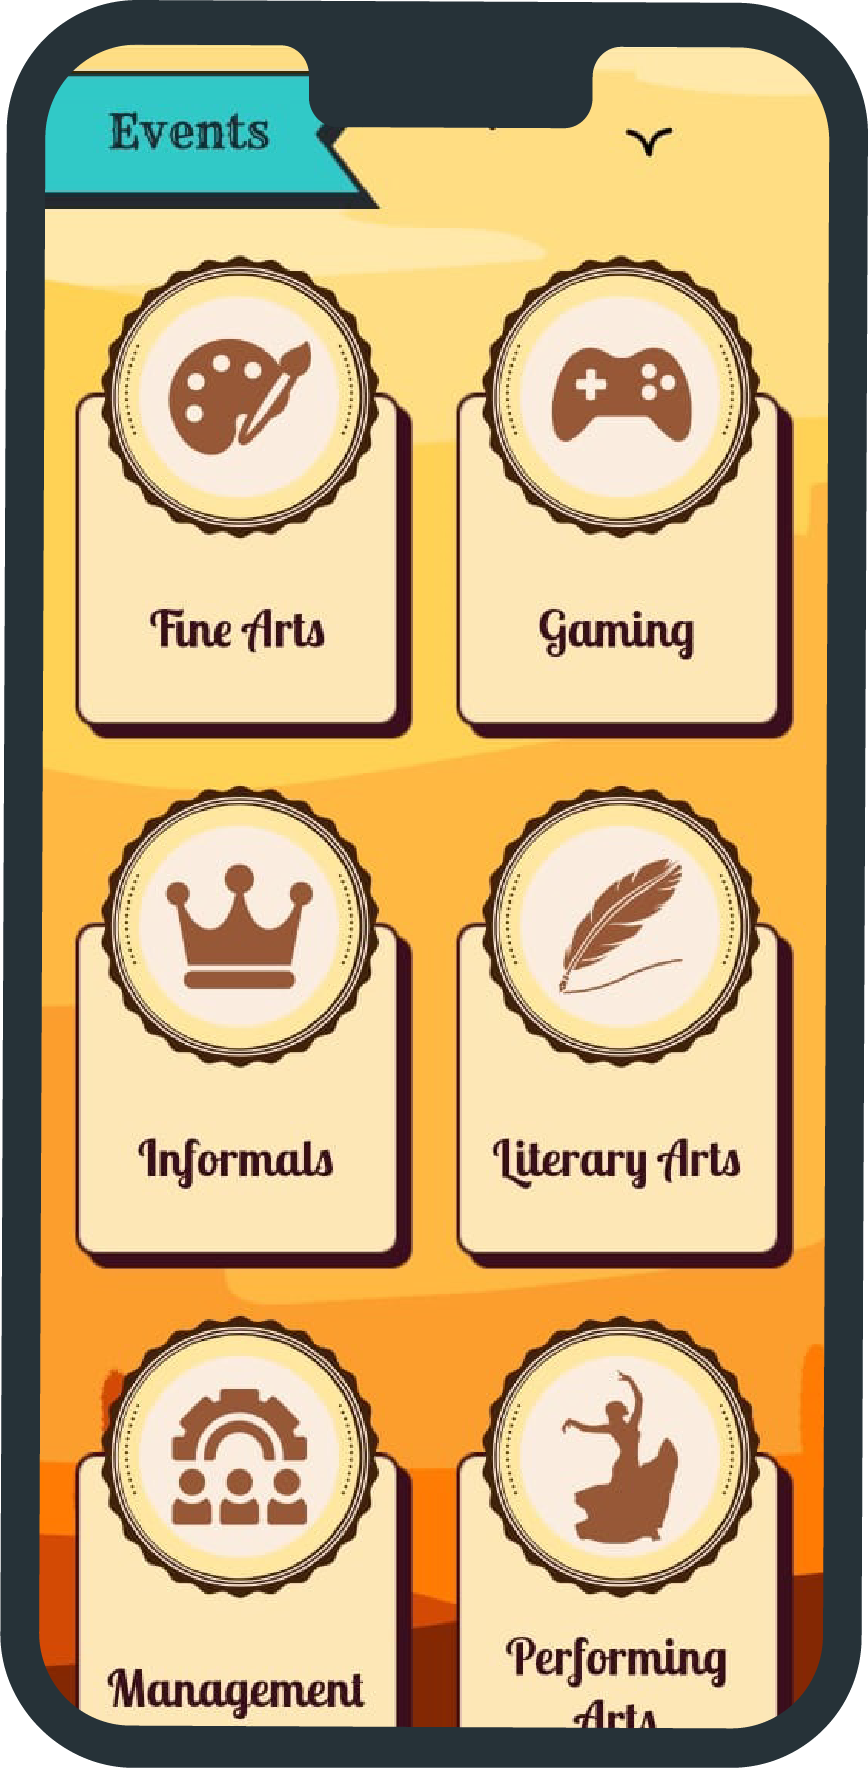 Events
Fine Arts
Gaming
Informals
Literary Arts
Management
Performing
Arts